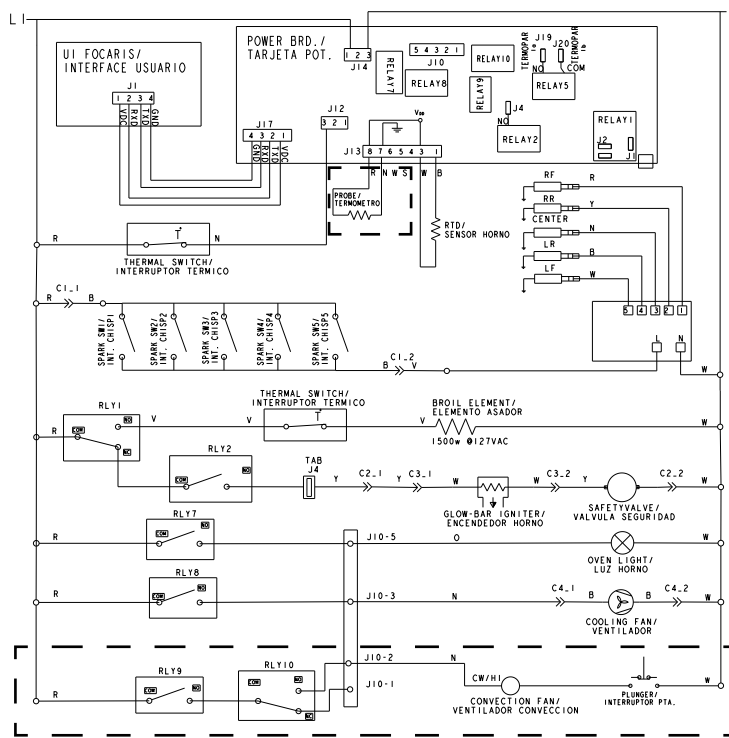 L1
UI FOCARIS/
INTERFACE USUARIO
J1
1 2 3 4
VDC
RXD
TXD
GND
POWER BRD./
TARJETA POT.
J17
4 3 2 1
GND
RXD
TXD
VDC
1 2 3
J14
RELAY7
5 4 3 2 1
J10
RELAY8
RELAY10
RELAY9
J4
NO
RELAY2
TERMOPAR
1a
J19
J20
TERMOPAR
1b
NO
COM
RELAY5
RELAY1
J2
J1
J12
3 2 1
J13
8 7 6 5 4 3 1
R N W S W B
PROBE/
TERMOMETRO
RTD/
SENSOR HORNO
RF R
RR Y
CENTER N
LR B
LF W
5 4 3 2 1
L N
W
R
T°
N
THERMAL SWITCH/
INTERRUPTOR TERMICO
C1_1
R B
SPARK SW1/
INT. CHISP1
SPARK SW2/
INT. CHISP2
SPARK SW3/
INT. CHISP3
SPARK SW4/
INT. CHISP4
SPARK SW5/
INT. CHISP5
C1_2
B V
THERMAL SWITCH/
INTERRUPTOR TERMICO
BROIL ELEMENT/
ELEMENTO ASADOR
1500w @127VAC
RLY1
R COM NO NC V V T° V W
RLY2
COM NO
TAB
J4
Y C2_1 Y C3_1 W W C3_2 Y C2_2 W
GLOW-BAR IGNITER/
ENCENDEDOR HORNO
SAFETYVALVE/
VALVULA SEGURIDAD
RLY7
R COM NO J10-5 O W
OVEN LIGHT/
LUZ HORNO
RLY8
R COM NO J10-3 N C4_1 B B C4_2 W
COOLING FAN/
VENTILADOR
RLY9
RLY10
R COM NO COM NO NC
J10-2
J10-1
N
CW/HI
W
CONVECTION FAN/
VENTILADOR CONVECCION
PLUNGER/
INTERRUPTOR PTA.